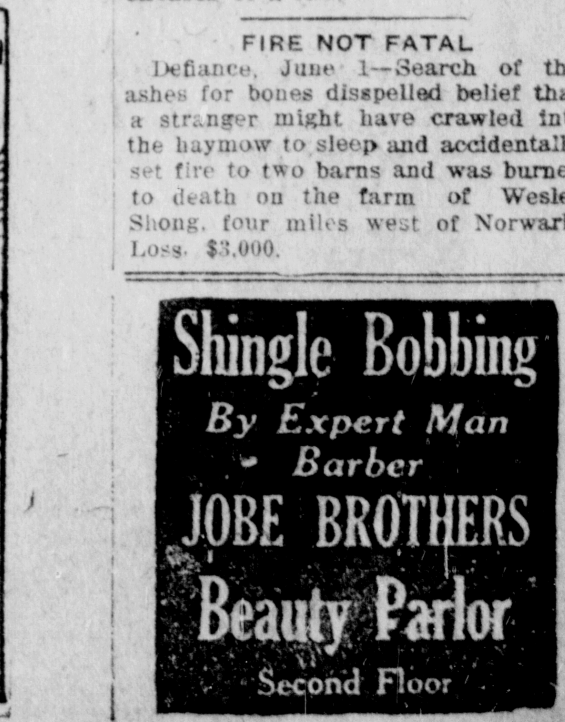 FIRE NOT FATAL
Defiance, June 1—Search of th
ashes for bones disspelled belief tha
a stranger might have crawled int
the haymow to sleep and accidentall
set fire to two barns and was burne
to death on the farm of Wesle
Shong, four miles west of Norwar
Loss, $3,000.
Shingle Bobbing
By Expert Man
Barber
JOBE BROTHERS
Beauty Parlor
Second Floor